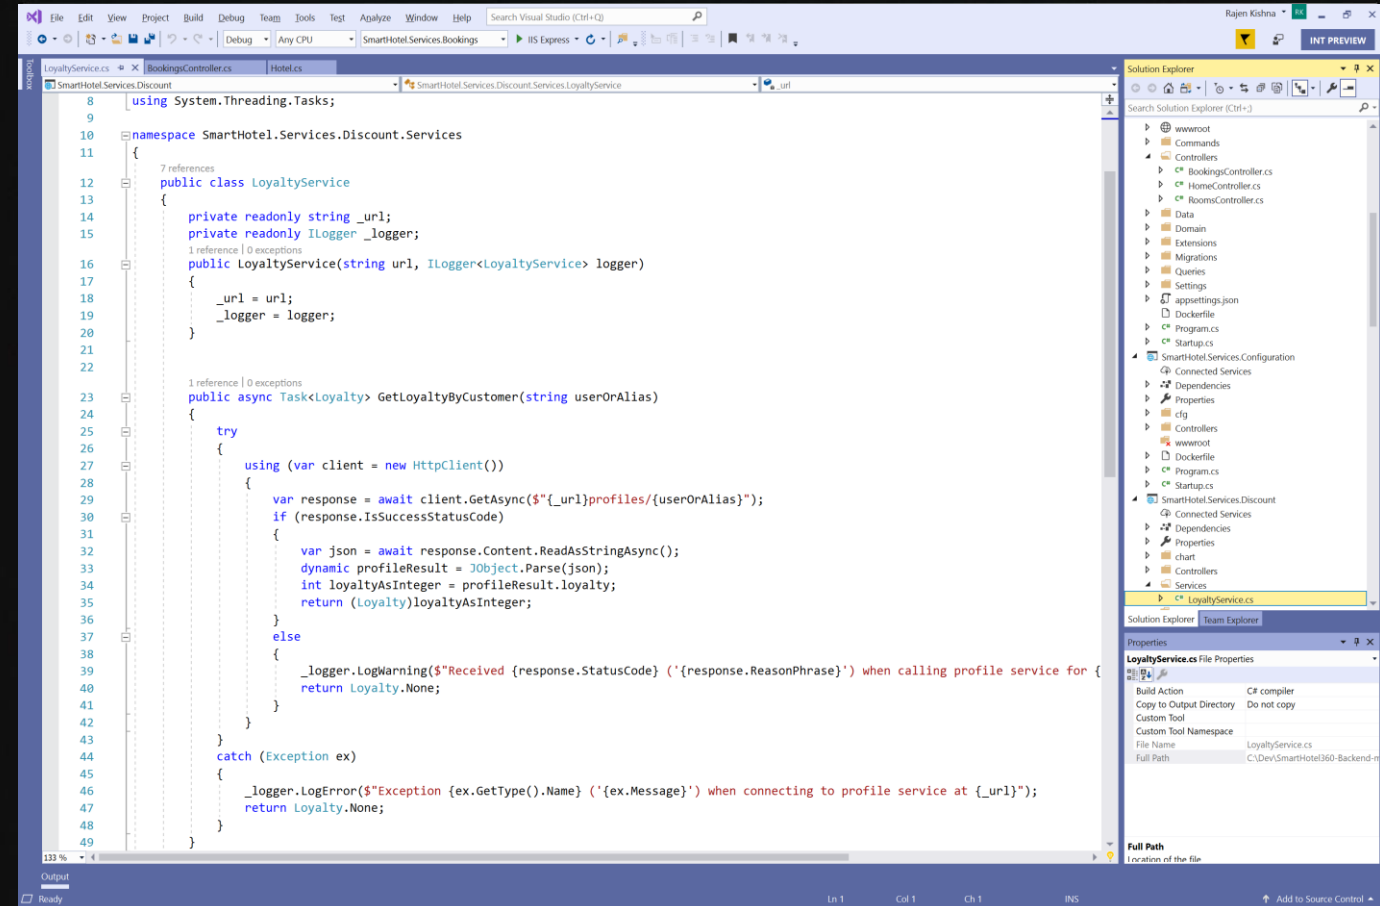 File Edit View Project Build Debug Team Tools Test Analyze Window Help Search Visual Studio (Ctrl+Q) Rajen Kishna RK
Debug Any CPU SmartHotel.Services.Bookings IIS Express INT PREVIEW
Toolbox
LoyaltyService.cs BookingsController.cs Hotel.cs
SmartHotel.Services.Discount SmartHotel.Services.Discount.Services.LoyaltyService _url
8 using System.Threading.Tasks;
9
10 namespace SmartHotel.Services.Discount.Services
11 {
7 references
12 public class LoyaltyService
13 {
14 private readonly string _url;
15 private readonly ILogger _logger;
1 reference | 0 exceptions
16 public LoyaltyService(string url, ILogger<LoyaltyService> logger)
17 {
18 _url = url;
19 _logger = logger;
20 }
21
22
1 reference | 0 exceptions
23 public async Task<Loyalty> GetLoyaltyByCustomer(string userOrAlias)
24 {
25 try
26 {
27 using (var client = new HttpClient())
28 {
29 var response = await client.GetAsync($"{_url}profiles/{userOrAlias}");
30 if (response.IsSuccessStatusCode)
31 {
32 var json = await response.Content.ReadAsStringAsync();
33 dynamic profileResult = JObject.Parse(json);
34 int loyaltyAsInteger = profileResult.loyalty;
35 return (Loyalty)loyaltyAsInteger;
36 }
37 else
38 {
39 _logger.LogWarning($"Received {response.StatusCode} ('{response.ReasonPhrase}') when calling profile service for {
40 return Loyalty.None;
41 }
42 }
43 }
44 catch (Exception ex)
45 {
46 _logger.LogError($"Exception {ex.GetType().Name} ('{ex.Message}') when connecting to profile service at {_url}");
47 return Loyalty.None;
48 }
49 }
133 %
Solution Explorer
Search Solution Explorer (Ctrl+;)
wwwroot
Commands
Controllers
C# BookingsController.cs
C# HomeController.cs
C# RoomsController.cs
Data
Domain
Extensions
Migrations
Queries
Settings
appsettings.json
Dockerfile
C# Program.cs
C# Startup.cs
SmartHotel.Services.Configuration
Connected Services
Dependencies
Properties
cfg
Controllers
wwwroot
Dockerfile
C# Program.cs
C# Startup.cs
SmartHotel.Services.Discount
Connected Services
Dependencies
Properties
chart
Controllers
Services
C# LoyaltyService.cs
Solution Explorer Team Explorer
Properties
LoyaltyService.cs File Properties
Build Action C# compiler
Copy to Output Directory Do not copy
Custom Tool
Custom Tool Namespace
File Name LoyaltyService.cs
Full Path C:\Dev\SmartHotel360-Backend-m
Full Path
Location of the file
Output
Ready Ln 1 Col 1 Ch 1 INS Add to Source Control